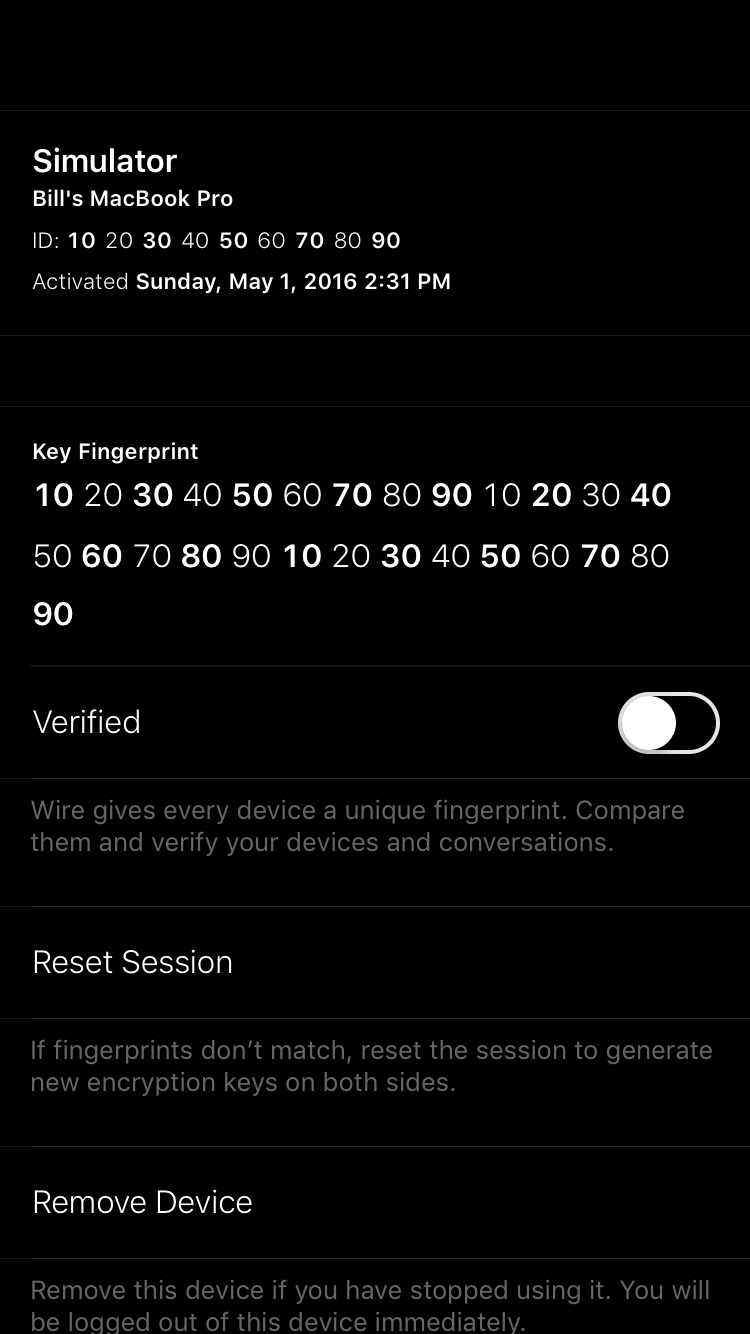 Simulator
Bill's MacBook Pro
ID: 10 20 30 40 50 60 70 80 90
Activated Sunday, May 1, 2016 2:31 PM
Key Fingerprint
10 20 30 40 50 60 70 80 90 10 20 30 40
50 60 70 80 90 10 20 30 40 50 60 70 80
90
Verified
Wire gives every device a unique fingerprint. Compare
them and verify your devices and conversations.
Reset Session
If fingerprints don’t match, reset the session to generate
new encryption keys on both sides.
Remove Device
Remove this device if you have stopped using it. You will
be logged out of this device immediately.